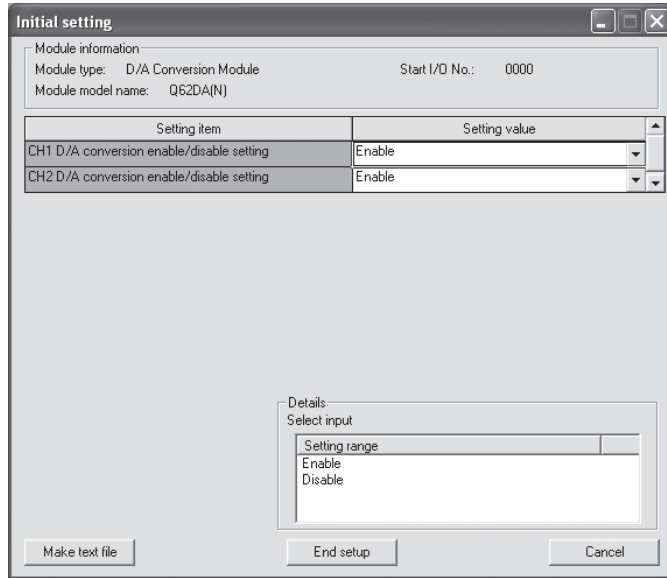 Initial setting
Module information
Module type: D/A Conversion Module Start I/O No.: 0000
Module model name: Q62DA(N)
Setting item Setting value
CH1 D/A conversion enable/disable setting Enable
CH2 D/A conversion enable/disable setting Enable
Details
Select input
Setting range
Enable
Disable
Make text file End setup Cancel